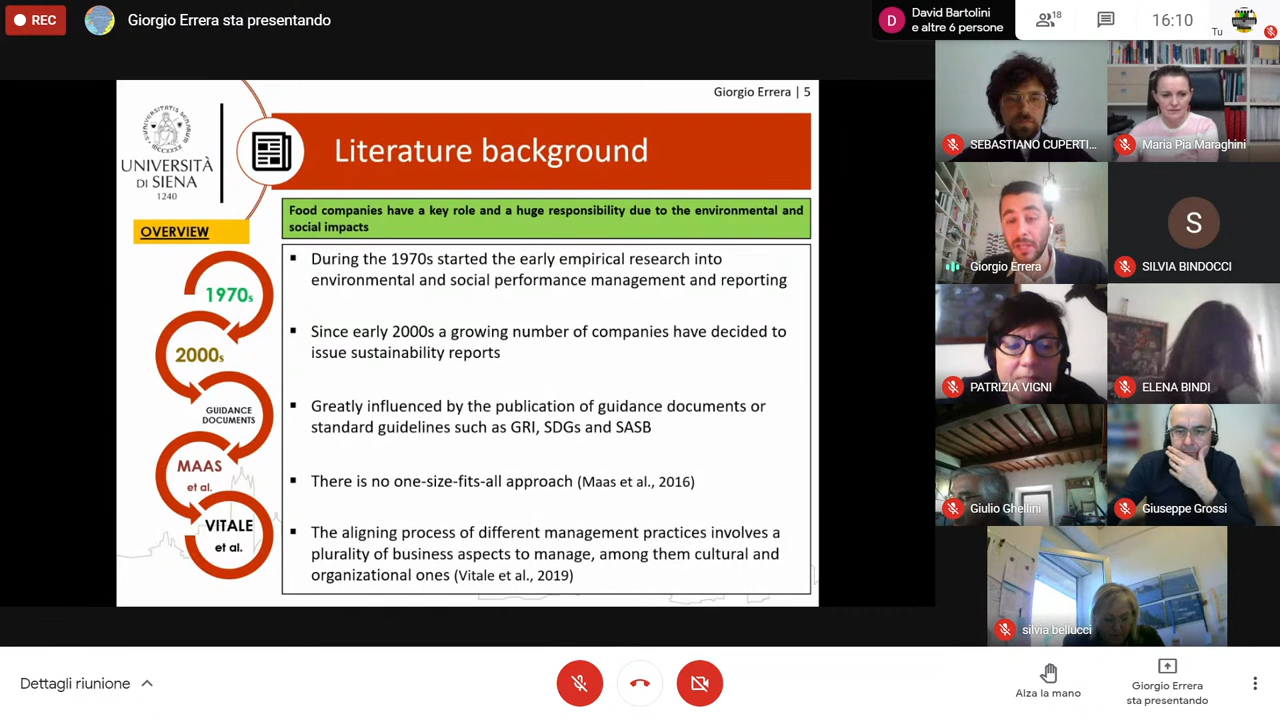 REC
Giorgio Errera sta presentando
D
David Bartolini
e altre 6 persone
18
16:10
Tu
Giorgio Errera | 5
UNIVERSITÀ
DI SIENA
1240
Literature background
OVERVIEW
Food companies have a key role and a huge responsibility due to the environmental and
social impacts
1970s
2000s
GUIDANCE
DOCUMENTS
MAAS
et al.
VITALE
et al.
▪ During the 1970s started the early empirical research into
environmental and social performance management and reporting
▪ Since early 2000s a growing number of companies have decided to
issue sustainability reports
▪ Greatly influenced by the publication of guidance documents or
standard guidelines such as GRI, SDGs and SASB
▪ There is no one-size-fits-all approach (Maas et al., 2016)
▪ The aligning process of different management practices involves a
plurality of business aspects to manage, among them cultural and
organizational ones (Vitale et al., 2019)
SEBASTIANO CUPERTI...
Maria Pia Maraghini
Giorgio Errera
S
SILVIA BINDOCCI
PATRIZIA VIGNI
ELENA BINDI
Giulio Ghellini
Giuseppe Grossi
silvia bellucci
Dettagli riunione
Alza la mano
Giorgio Errera
sta presentando